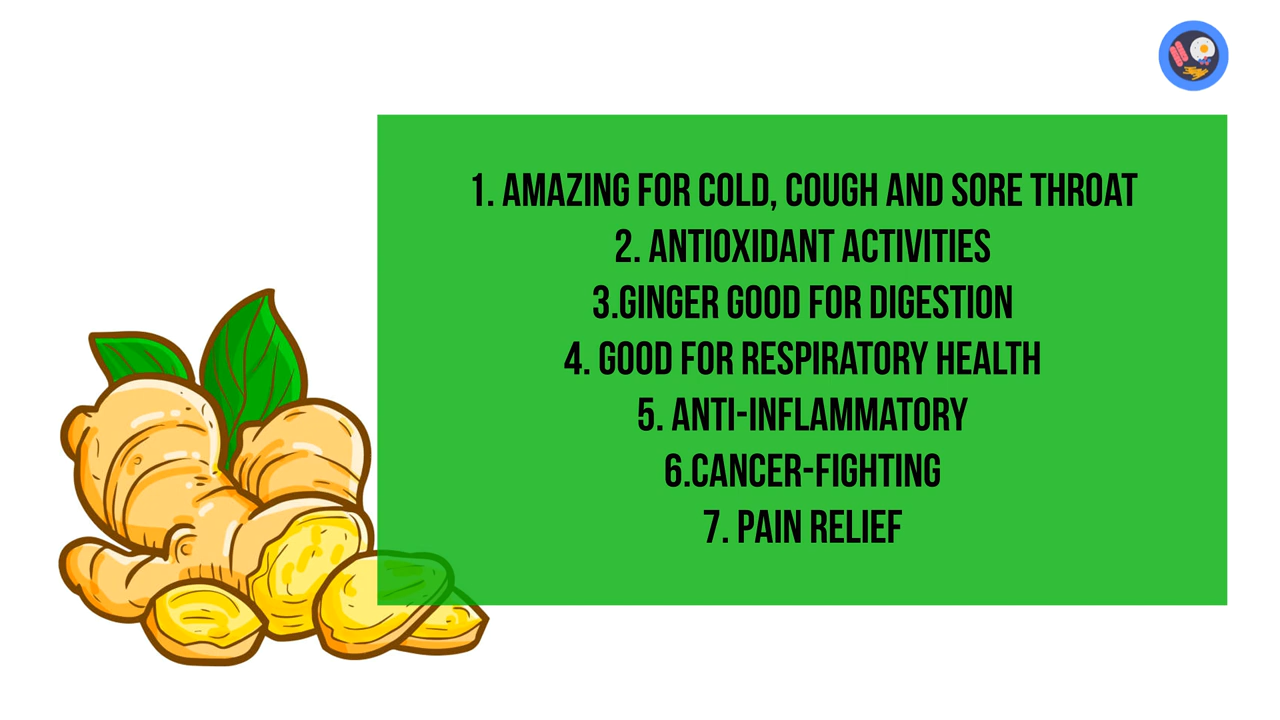 1. AMAZING FOR COLD, COUGH AND SORE THROAT
2. ANTIOXIDANT ACTIVITIES
3.GINGER GOOD FOR DIGESTION
4. GOOD FOR RESPIRATORY HEALTH
5. ANTI-INFLAMMATORY
6.CANCER-FIGHTING
7. PAIN RELIEF